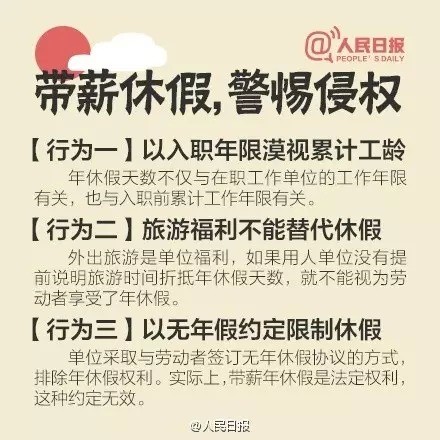 @人民日报
PEOPLE'S DAILY
带薪休假,警惕侵权
【行为一】以入职年限漠视累计工龄
年休假天数不仅与在职工作单位的工作年限
有关，也与入职前累计工作年限有关。
【行为二】旅游福利不能替代休假
外出旅游是单位福利，如果用人单位没有提
前说明旅游时间折抵年休假天数，就不能视为劳
动者享受了年休假。
【行为三】以无年假约定限制休假
单位采取与劳动者签订无年休假协议的方式，
排除年休假权利。实际上，带薪年休假是法定权利，
这种约定无效。
@人民日报